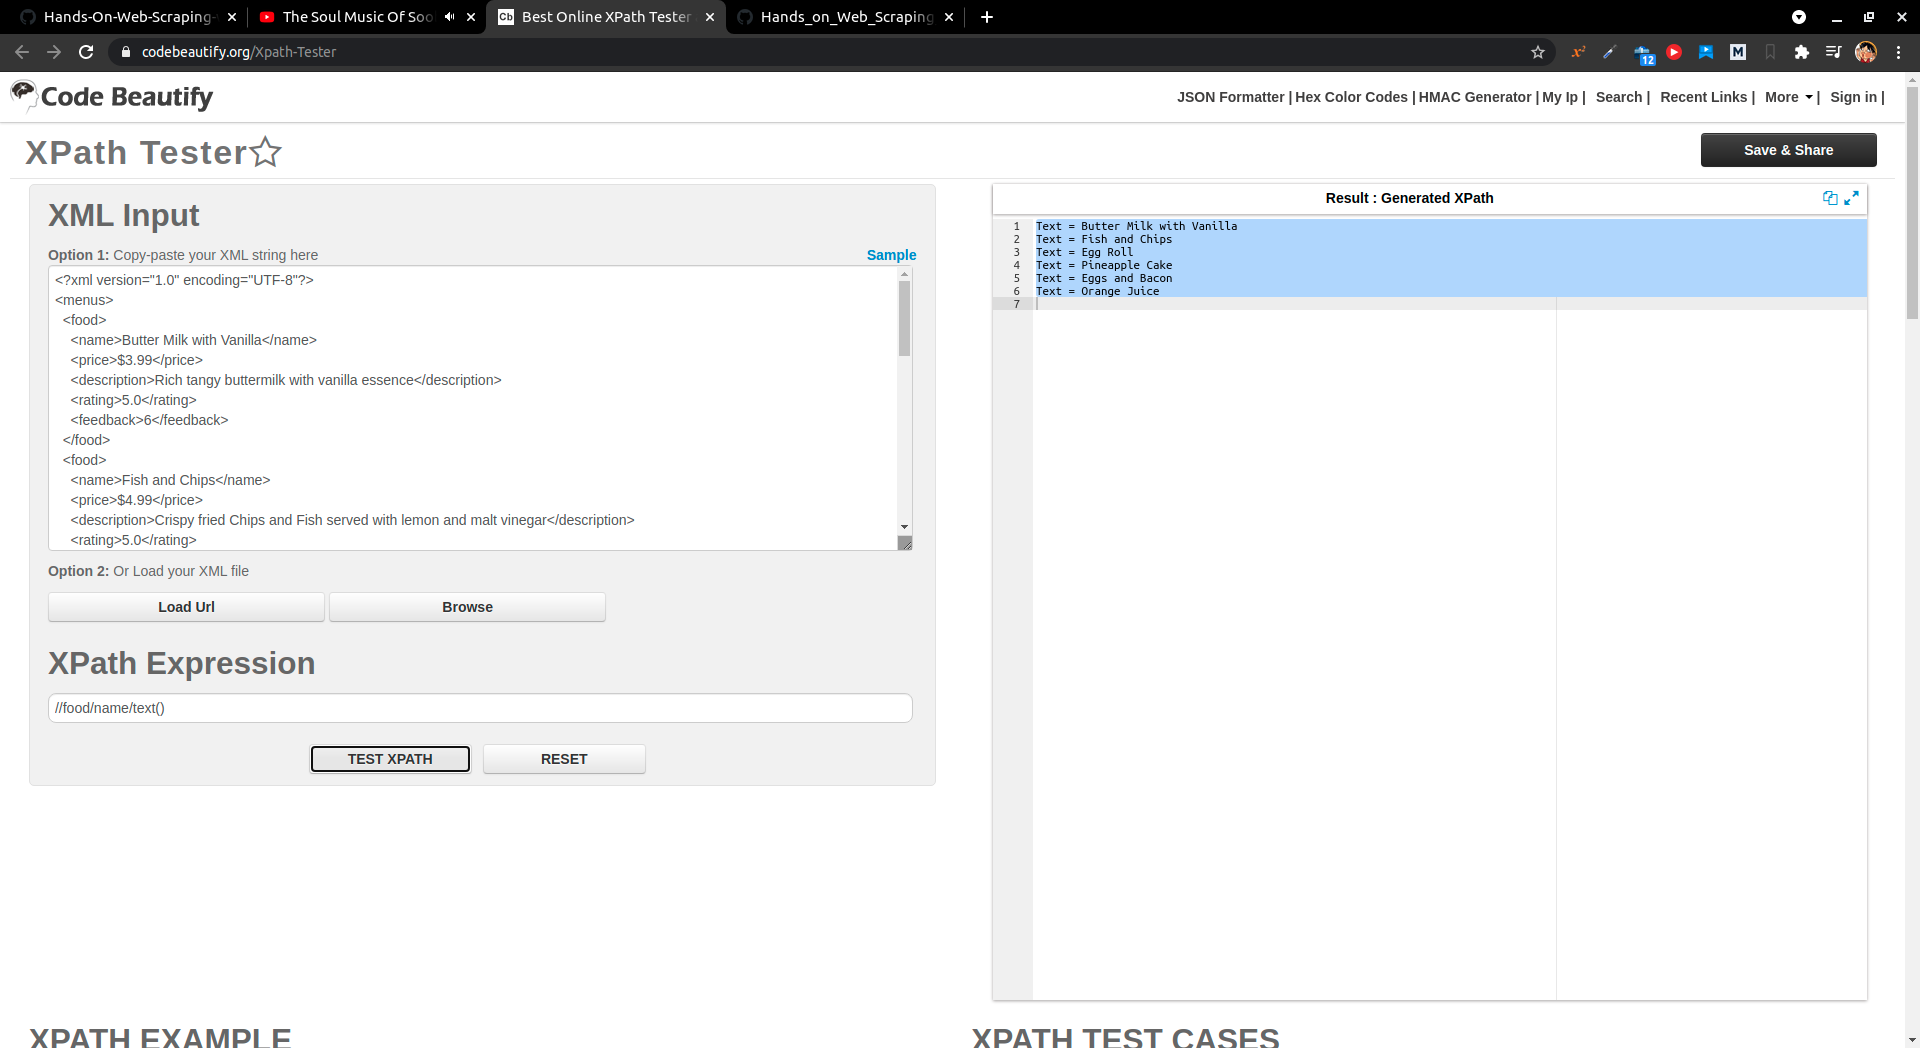 Hands-On-Web-Scraping-
The Soul Music Of Soo
Cb
Best Online XPath Tester
Hands_on_Web_Scraping
codebeautify.org/Xpath-Tester
x²
12
M
Code Beautify
JSON Formatter | Hex Color Codes | HMAC Generator | My Ip | Search | Recent Links | More | Sign in |
XPath Tester
Save & Share
XML Input
Option 1: Copy-paste your XML string here
Sample
<?xml version="1.0" encoding="UTF-8"?>
<menus>
<food>
<name>Butter Milk with Vanilla</name>
<price>$3.99</price>
<description>Rich tangy buttermilk with vanilla essence</description>
<rating>5.0</rating>
<feedback>6</feedback>
</food>
<food>
<name>Fish and Chips</name>
<price>$4.99</price>
<description>Crispy fried Chips and Fish served with lemon and malt vinegar</description>
<rating>5.0</rating>
Option 2: Or Load your XML file
Load Url
Browse
XPath Expression
//food/name/text()
TEST XPATH
RESET
Result : Generated XPath
1 Text = Butter Milk with Vanilla
2 Text = Fish and Chips
3 Text = Egg Roll
4 Text = Pineapple Cake
5 Text = Eggs and Bacon
6 Text = Orange Juice
7
XPATH EXAMPLE
XPATH TEST CASES